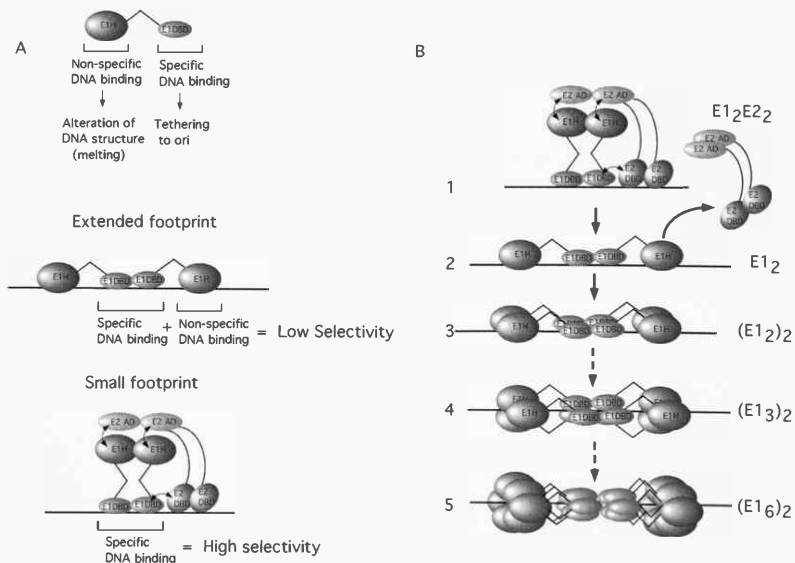 A
E1H
E1DBD
Non-specific
DNA binding
Specific
DNA binding
Alteration of
DNA structure
(melting)
Tethering
to ori
Extended footprint
E1H
E1DBD
E1DBD
E1H
Specific
DNA binding
+
Non-specific
DNA binding
= Low Selectivity
Small footprint
E2 AD
E2 AD
E1H
E1H
E1DBD
E1DBD
E2
DBD
E2
DBD
Specific
DNA binding
= High selectivity
B
E2 AD
E2 AD
E1H
E1H
E1DBD
E1DBD
E2
DBD
E2
DBD
1
E1₂E2₂
E2 AD
E2 AD
E2
DBD
E2
DBD
2
E1H
E1DBD
E1DBD
E1H
E1₂
3
E1H
E1DBD
E1DBD
E1H
(E1₂)₂
4
E1H
E1DBD
E1DBD
E1H
E1DBD
E1DBD
(E1₃)₂
5
(E1₆)₂